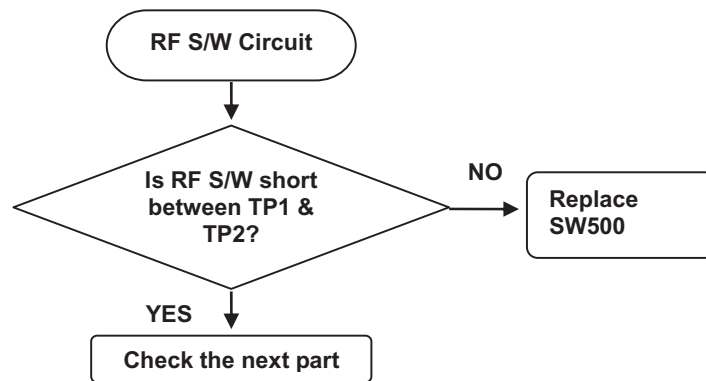 RF S/W Circuit
Is RF S/W short
between TP1 &
TP2?
NO
Replace
SW500
YES
Check the next part